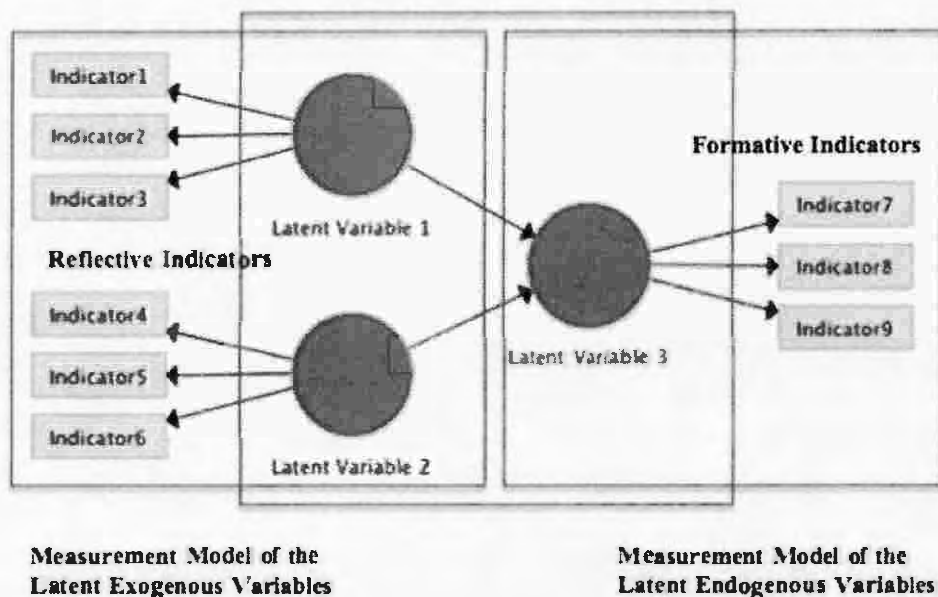 Indicator1
Indicator2
Indicator3
Latent Variable 1
Reflective Indicators
Indicator4
Indicator5
Indicator6
Latent Variable 2
Latent Variable 3
Formative Indicators
Indicator7
Indicator8
Indicator9
Measurement Model of the
Latent Exogenous Variables
Measurement Model of the
Latent Endogenous Variables